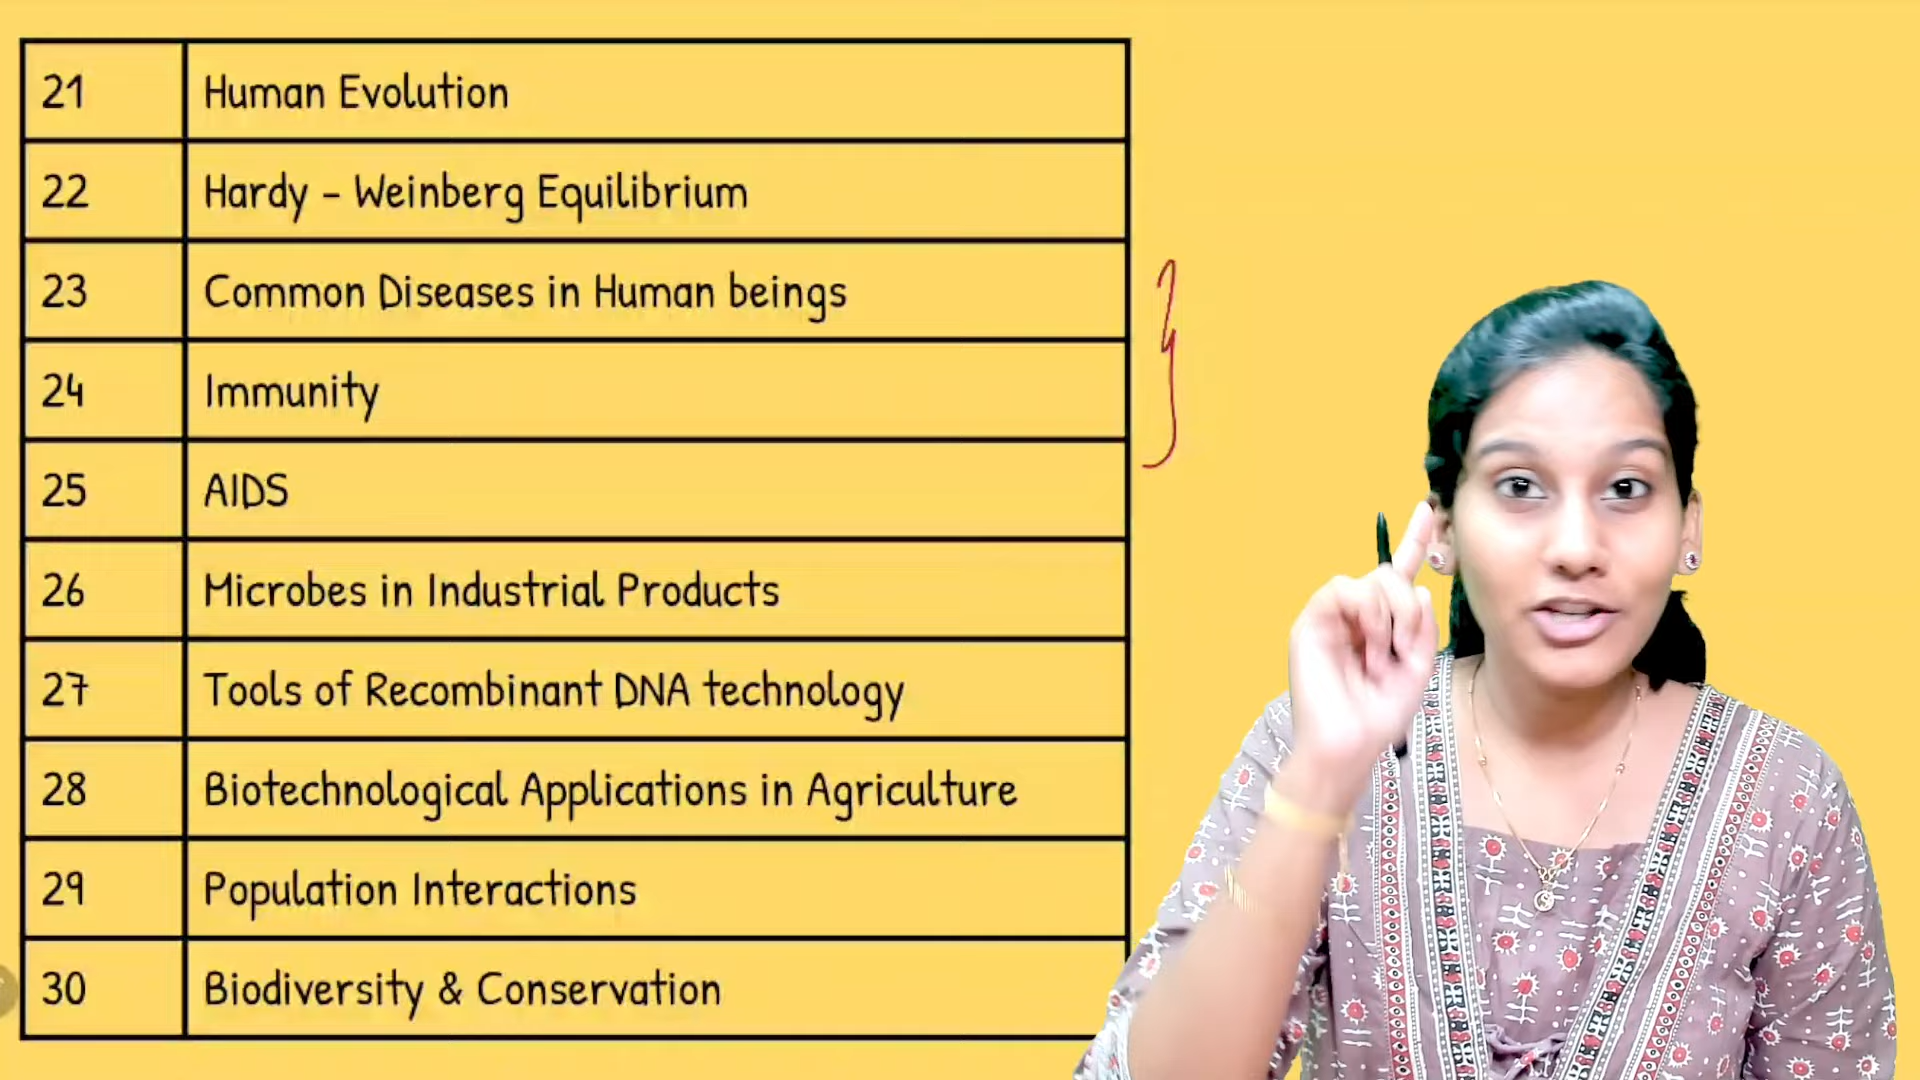 21 Human Evolution
22 Hardy - Weinberg Equilibrium
23 Common Diseases in Human beings
24 Immunity
25 AIDS
26 Microbes in Industrial Products
27 Tools of Recombinant DNA technology
28 Biotechnological Applications in Agriculture
29 Population Interactions
30 Biodiversity & Conservation